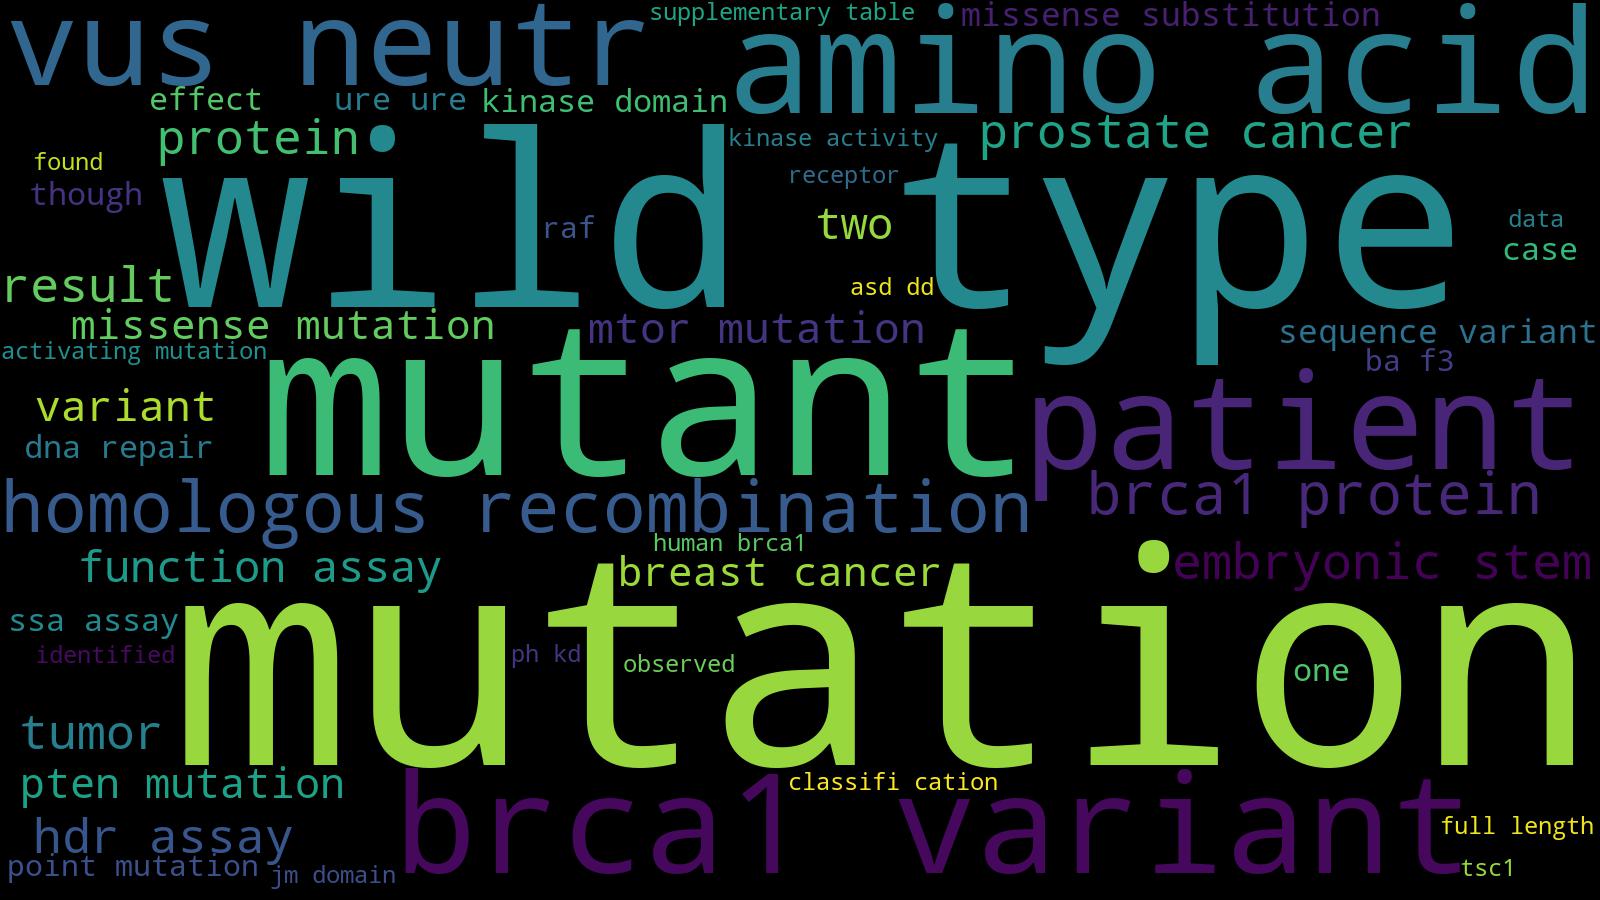 vus neutr
supplementary table
missense substitution
amino acid
effect
ure ure
kinase domain
protein
kinase activity
prostate cancer
found
though
receptor
wild type
raf
two
data
case
result
asd dd
missense mutation
mtor mutation
sequence variant
activating mutation
ba f3
mutant
patient
variant
dna repair
homologous recombination
brca1 protein
human brca1
function assay
breast cancer
embryonic stem
ssa assay
mutation
identified
ph kd
observed
one
tumor
pten mutation
classifi cation
brca1 variant
hdr assay
full length
point mutation
jm domain
tsc1